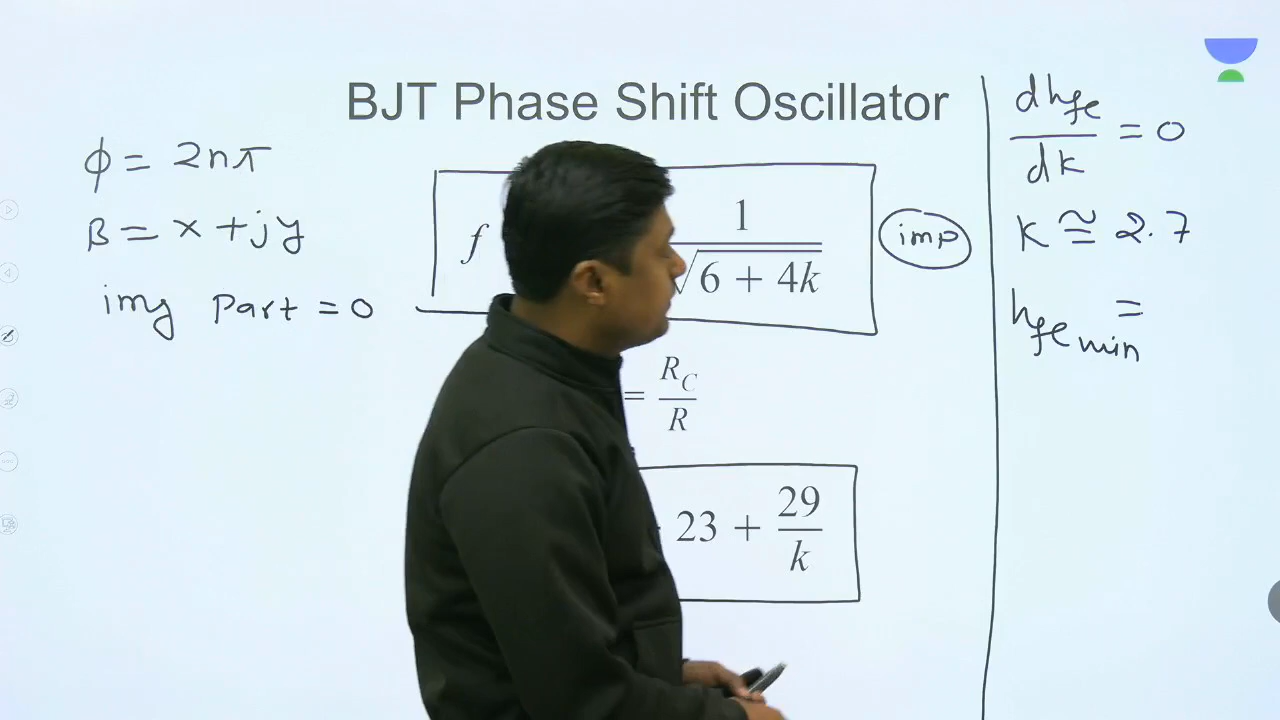 BJT Phase Shift Oscillator
ϕ = 2nπ
β = x + jy
img Part = 0
f
1
√6 + 4k
imp
= R_C
R
23 + 29
k
dh_fe
dk
= 0
K ≅ 2.7
h_fe min =